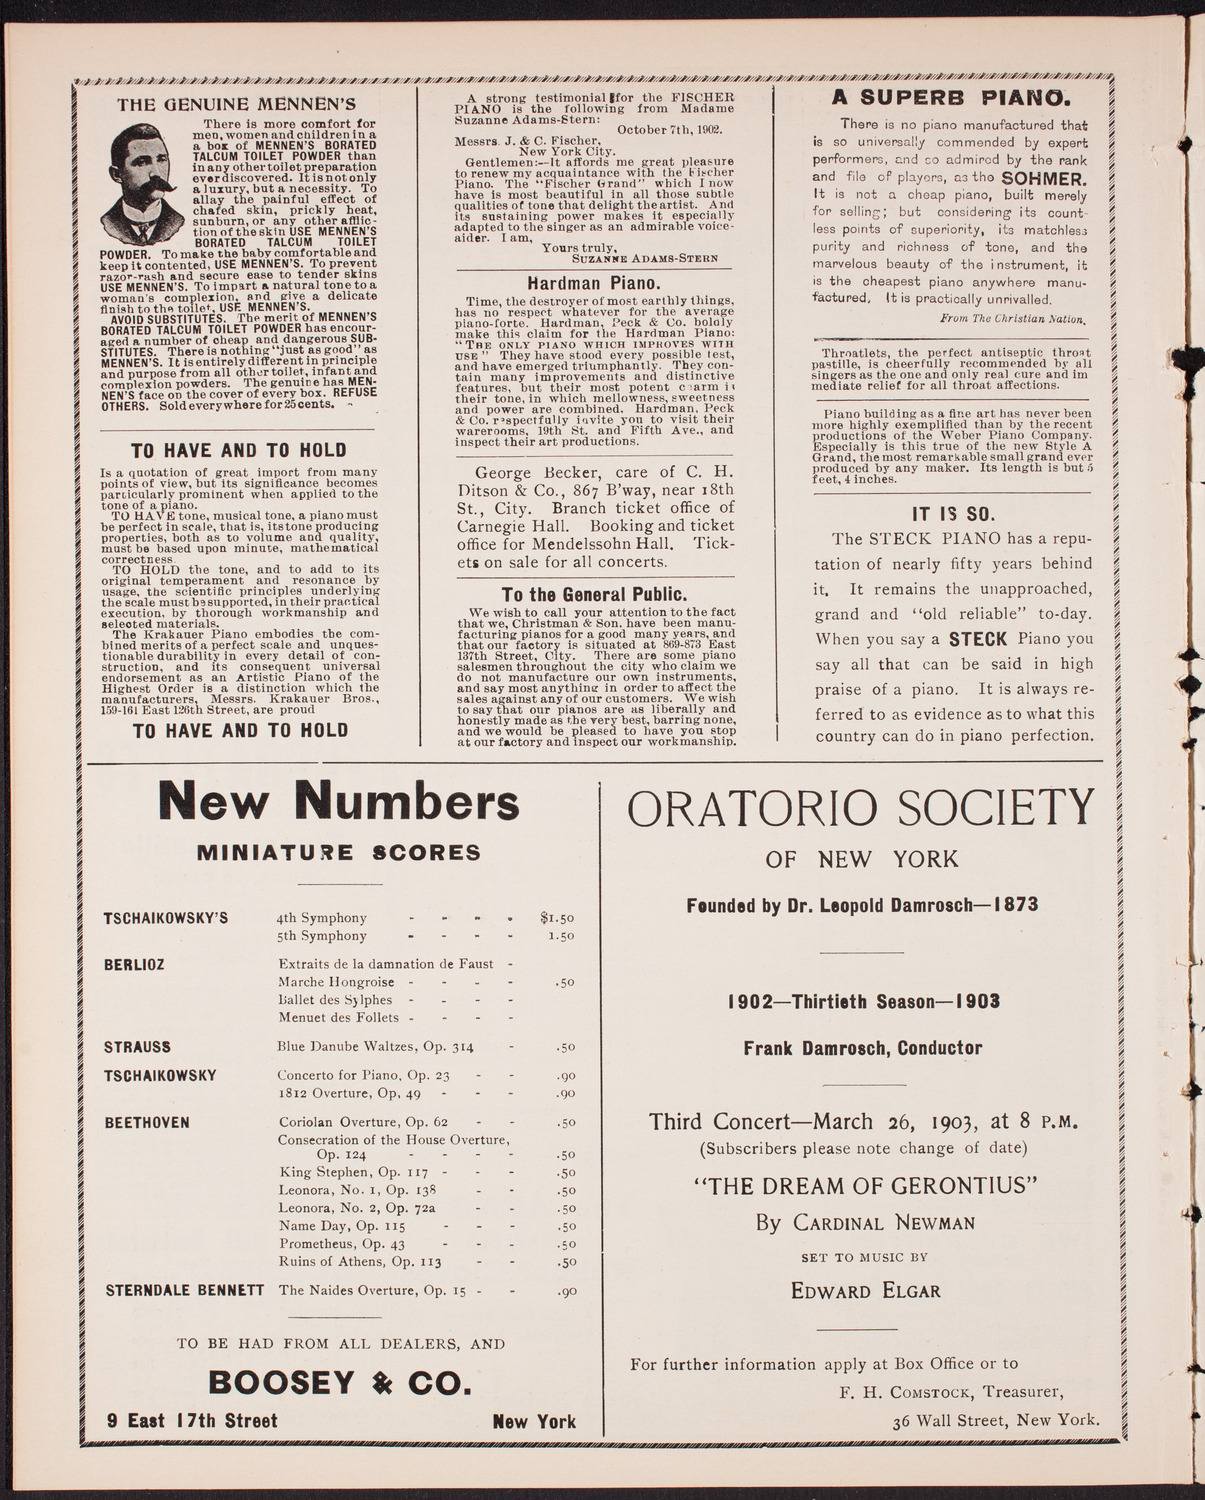 THE GENUINE MENNEN'S
There is more comfort for
men, women and children in a
a box of MENNEN'S BORATED
TALCUM TOILET POWDER than
in any other toilet preparation
ever discovered. It is not only
a luxury, but a necessity. To
allay the painful effect of
chafed skin, prickly heat,
sunburn, or any other afflic-
tion of the skin USE MENNEN'S
BORATED TALCUM TOILET
POWDER. To make the baby comfortable and
keep it contented, USE MENNEN'S. To prevent
razor-rash and secure ease to tender skins
USE MENNEN'S. To impart a natural tone to a
woman's complexion, and give a delicate
finish to the toilet, USE MENNEN'S.
AVOID SUBSTITUTES. The merit of MENNEN'S
BORATED TALCUM TOILET POWDER has encour-
aged a number of cheap and dangerous SUB-
STITUTES. There is nothing "just as good" as
MENNEN'S. It is entirely different in principle
and purpose from all other toilet, infant and
complexion powders. The genuine has MEN-
NEN'S face on the cover of every box. REFUSE
OTHERS. Sold everywhere for 25 cents.
TO HAVE AND TO HOLD
Is a quotation of great import from many
points of view, but its significance becomes
particularly prominent when applied to the
tone of a piano.
TO HAVE tone, musical tone, a piano must
be perfect in scale, that is, its tone producing
properties, both as to volume and quality,
must be based upon minute, mathematical
correctness
TO HOLD the tone, and to add to its
original temperament and resonance by
usage, the scientific principles underlying
the scale must be supported, in their practical
execution, by thorough workmanship and
selected materials.
The Krakauer Piano embodies the com-
bined merits of a perfect scale and unques-
tionable durability in every detail of con-
struction, and its consequent universal
endorsement as an Artistic Piano of the
Highest Order is a distinction which the
manufacturers, Messrs. Krakauer Bros.,
159-161 East 126th Street, are proud
TO HAVE AND TO HOLD
A strong testimonial for the FISCHER
PIANO is the following from Madame
Suzanne Adams-Stern:
October 7th, 1902.
Messrs. J. & C. Fischer,
New York City.
Gentlemen:—It affords me great pleasure
to renew my acquaintance with the Fischer
Piano. The "Fischer Grand" which I now
have is most beautiful in all those subtle
qualities of tone that delight the artist. And
its sustaining power makes it especially
adapted to the singer as an admirable voice-
aider. I am,
Yours truly,
SUZANNE ADAMS-STERN
Hardman Piano.
Time, the destroyer of most earthly things,
has no respect whatever for the average
piano-forte. Hardman, Peck & Co. boldly
make this claim for the Hardman Piano:
"THE ONLY PIANO WHICH IMPROVES WITH
USE" They have stood every possible test,
and have emerged triumphantly. They con-
tain many improvements and distinctive
features, but their most potent charm is
their tone, in which mellowness, sweetness
and power are combined. Hardman, Peck
& Co. respectfully invite you to visit their
warerooms, 19th St. and Fifth Ave., and
inspect their art productions.
George Becker, care of C. H.
Ditson & Co., 867 B'way, near 18th
St., City. Branch ticket office of
Carnegie Hall. Booking and ticket
office for Mendelssohn Hall. Tick-
ets on sale for all concerts.
To the General Public.
We wish to call your attention to the fact
that we, Christman & Son, have been manu-
facturing pianos for a good many years, and
that our factory is situated at 869-873 East
137th Street, City. There are some piano
salesmen throughout the city who claim we
do not manufacture our own instruments,
and say most anything in order to affect the
sales against any of our customers. We wish
to say that our pianos are as liberally and
honestly made as the very best, barring none,
and we would be pleased to have you stop
at our factory and inspect our workmanship.
A SUPERB PIANO.
There is no piano manufactured that
is so universally commended by expert
performers, and so admired by the rank
and file of players, as the SOHMER.
It is not a cheap piano, built merely
for selling; but considering its count-
less points of superiority, its matchless
purity and richness of tone, and the
marvelous beauty of the instrument, it
is the cheapest piano anywhere manu-
factured. It is practically unrivalled.
From The Christian Nation.
Throatlets, the perfect antiseptic throat
pastille, is cheerfully recommended by all
singers as the one and only real cure and im
mediate relief for all throat affections.
Piano building as a fine art has never been
more highly exemplified than by the recent
productions of the Weber Piano Company.
Especially is this true of the new Style A
Grand, the most remarkable small grand ever
produced by any maker. Its length is but 5
feet, 4 inches.
IT IS SO.
The STECK PIANO has a repu-
tation of nearly fifty years behind
it. It remains the unapproached,
grand and "old reliable" to-day.
When you say a STECK Piano you
say all that can be said in high
praise of a piano. It is always re-
ferred to as evidence as to what this
country can do in piano perfection.
New Numbers
MINIATURE SCORES
TSCHAIKOWSKY'S 4th Symphony - - - - $1.50
5th Symphony - - - - 1.50
BERLIOZ Extraits de la damnation de Faust -
Marche Hongroise - - - - .50
Ballet des Sylphes - - - -
Menuet des Follets - - - -
STRAUSS Blue Danube Waltzes, Op. 314 - .50
TSCHAIKOWSKY Concerto for Piano, Op. 23 - - .90
1812 Overture, Op, 49 - - - .90
BEETHOVEN Coriolan Overture, Op. 62 - - .50
Consecration of the House Overture,
Op. 124 - - - - .50
King Stephen, Op. 117 - - - .50
Leonora, No. 1, Op. 138 - - .50
Leonora, No. 2, Op. 72a - - .50
Name Day, Op. 115 - - - .50
Prometheus, Op. 43 - - - .50
Ruins of Athens, Op. 113 - - .50
STERNDALE BENNETT The Naides Overture, Op. 15 - - .90
TO BE HAD FROM ALL DEALERS, AND
BOOSEY & CO.
9 East 17th Street New York
ORATORIO SOCIETY
OF NEW YORK
Founded by Dr. Leopold Damrosch—1873
1902—Thirtieth Season—1903
Frank Damrosch, Conductor
Third Concert—March 26, 1903, at 8 P.M.
(Subscribers please note change of date)
"THE DREAM OF GERONTIUS"
By CARDINAL NEWMAN
SET TO MUSIC BY
EDWARD ELGAR
For further information apply at Box Office or to
F. H. COMSTOCK, Treasurer,
36 Wall Street, New York.